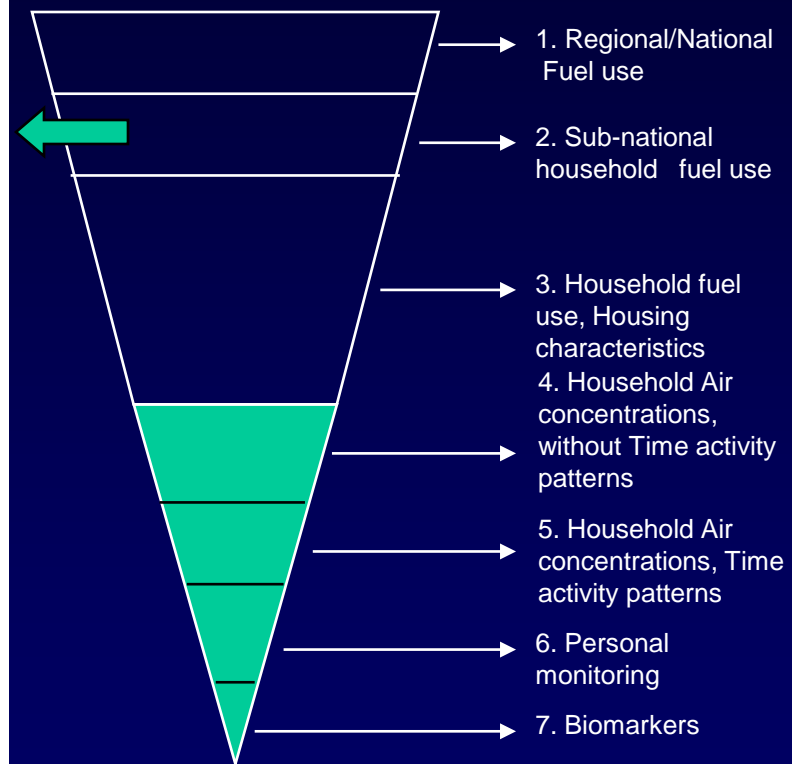 1. Regional/National
Fuel use
2. Sub-national
household fuel use
3. Household fuel
use, Housing
characteristics
4. Household Air
concentrations,
without Time activity
patterns
5. Household Air
concentrations, Time
activity patterns
6. Personal
monitoring
7. Biomarkers